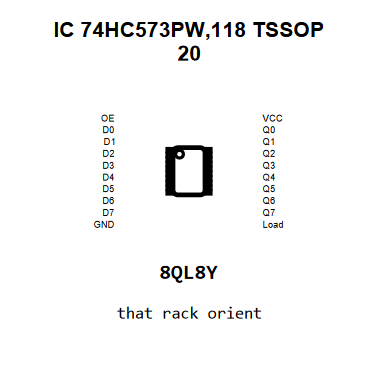 IC 74HC573PW,118 TSSOP
20
OE VCC
D0 Q0
D1 Q1
D2 Q2
D3 Q3
D4 Q4
D5 Q5
D6 Q6
D7 Q7
GND Load
8QL8Y
that rack orient